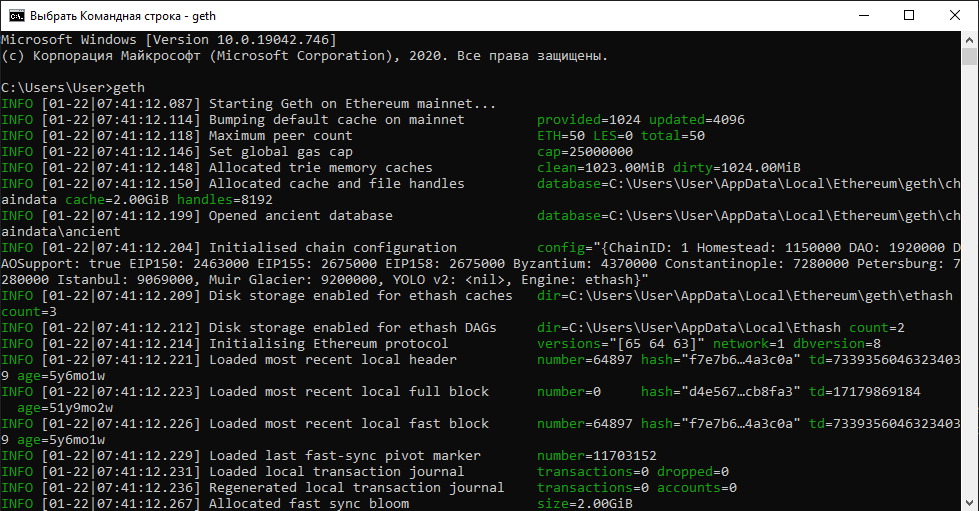 Выбрать Командная строка - geth
Microsoft Windows [Version 10.0.19042.746]
(c) Корпорация Майкрософт (Microsoft Corporation), 2020. Все права защищены.
C:\Users\User>geth
INFO [01-22|07:41:12.087] Starting Geth on Ethereum mainnet...
INFO [01-22|07:41:12.114] Bumping default cache on mainnet         provided=1024 updated=4096
INFO [01-22|07:41:12.118] Maximum peer count                       ETH=50 LES=0 total=50
INFO [01-22|07:41:12.146] Set global gas cap                       cap=25000000
INFO [01-22|07:41:12.148] Allocated trie memory caches             clean=1023.00MiB dirty=1024.00MiB
INFO [01-22|07:41:12.150] Allocated cache and file handles         database=C:\Users\User\AppData\Local\Ethereum\geth\ch
aindata cache=2.00GiB handles=8192
INFO [01-22|07:41:12.199] Opened ancient database                  database=C:\Users\User\AppData\Local\Ethereum\geth\ch
aindata\ancient
INFO [01-22|07:41:12.204] Initialised chain configuration          config="{ChainID: 1 Homestead: 1150000 DAO: 1920000 D
AOSupport: true EIP150: 2463000 EIP155: 2675000 EIP158: 2675000 Byzantium: 4370000 Constantinople: 7280000 Petersburg: 7
280000 Istanbul: 9069000, Muir Glacier: 9200000, YOLO v2: <nil>, Engine: ethash}"
INFO [01-22|07:41:12.209] Disk storage enabled for ethash caches   dir=C:\Users\User\AppData\Local\Ethereum\geth\ethash
count=3
INFO [01-22|07:41:12.212] Disk storage enabled for ethash DAGs     dir=C:\Users\User\AppData\Local\Ethash count=2
INFO [01-22|07:41:12.214] Initialising Ethereum protocol           versions="[65 64 63]" network=1 dbversion=8
INFO [01-22|07:41:12.221] Loaded most recent local header          number=64897 hash="f7e7b6…4a3c0a" td=7339356046323403
9 age=5y6mo1w
INFO [01-22|07:41:12.223] Loaded most recent local full block      number=0     hash="d4e567…cb8fa3" td=17179869184
  age=51y9mo2w
INFO [01-22|07:41:12.226] Loaded most recent local fast block      number=64897 hash="f7e7b6…4a3c0a" td=7339356046323403
9 age=5y6mo1w
INFO [01-22|07:41:12.229] Loaded last fast-sync pivot marker       number=11703152
INFO [01-22|07:41:12.231] Loaded local transaction journal         transactions=0 dropped=0
INFO [01-22|07:41:12.236] Regenerated local transaction journal    transactions=0 accounts=0
INFO [01-22|07:41:12.267] Allocated fast sync bloom                size=2.00GiB